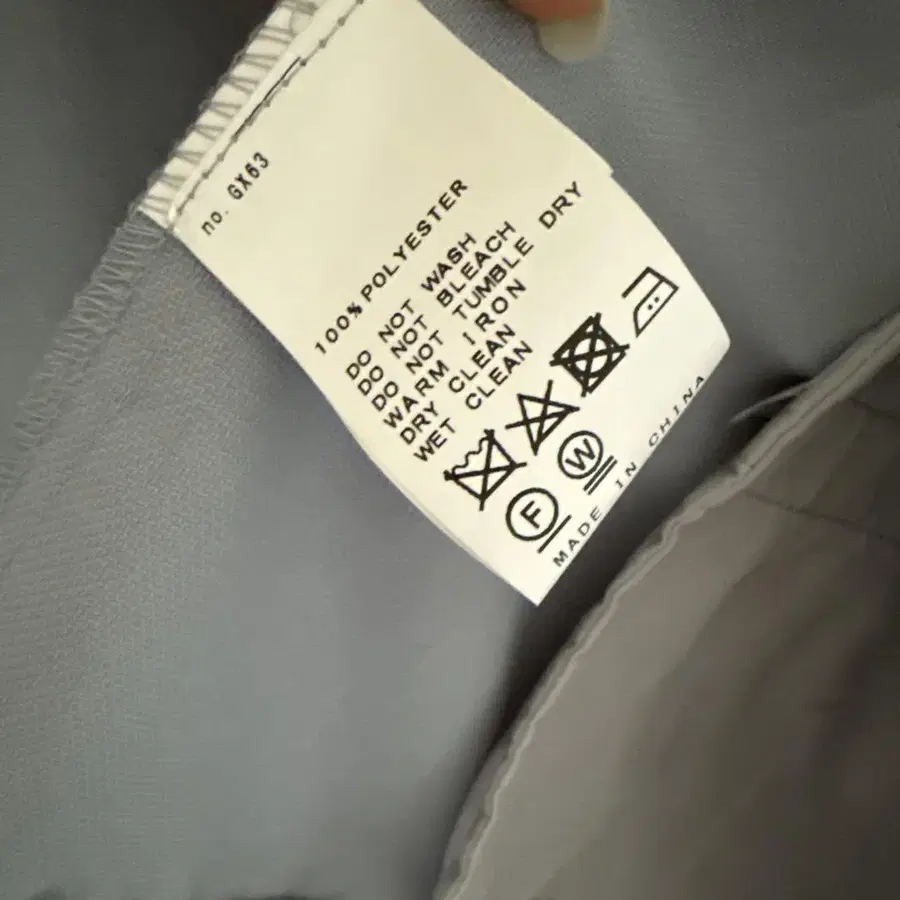 no. GX63
100% POLYESTER
DO NOT WASH
DO NOT BLEACH
DO NOT TUMBLE DRY
WARM IRON
DRY CLEAN
WET CLEAN
F
W
MADE IN CHINA